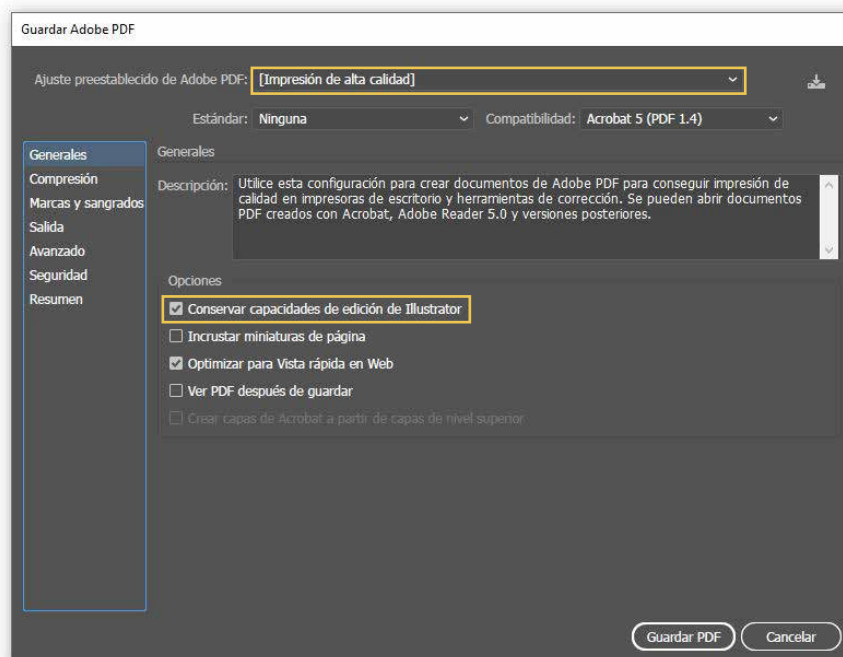 Guardar Adobe PDF
Ajuste preestablecido de Adobe PDF: [Impresión de alta calidad]
Estándar: Ninguna Compatibilidad: Acrobat 5 (PDF 1.4)
Generales
Compresión
Marcas y sangrados
Salida
Avanzado
Seguridad
Resumen
Generales
Descripción: Utilice esta configuración para crear documentos de Adobe PDF para conseguir impresión de
calidad en impresoras de escritorio y herramientas de corrección. Se pueden abrir documentos
PDF creados con Acrobat, Adobe Reader 5.0 y versiones posteriores.
Opciones
Conservar capacidades de edición de Illustrator
Incrustar miniaturas de página
Optimizar para Vista rápida en Web
Ver PDF después de guardar
Crear capas de Acrobat a partir de capas de nivel superior
Guardar PDF Cancelar